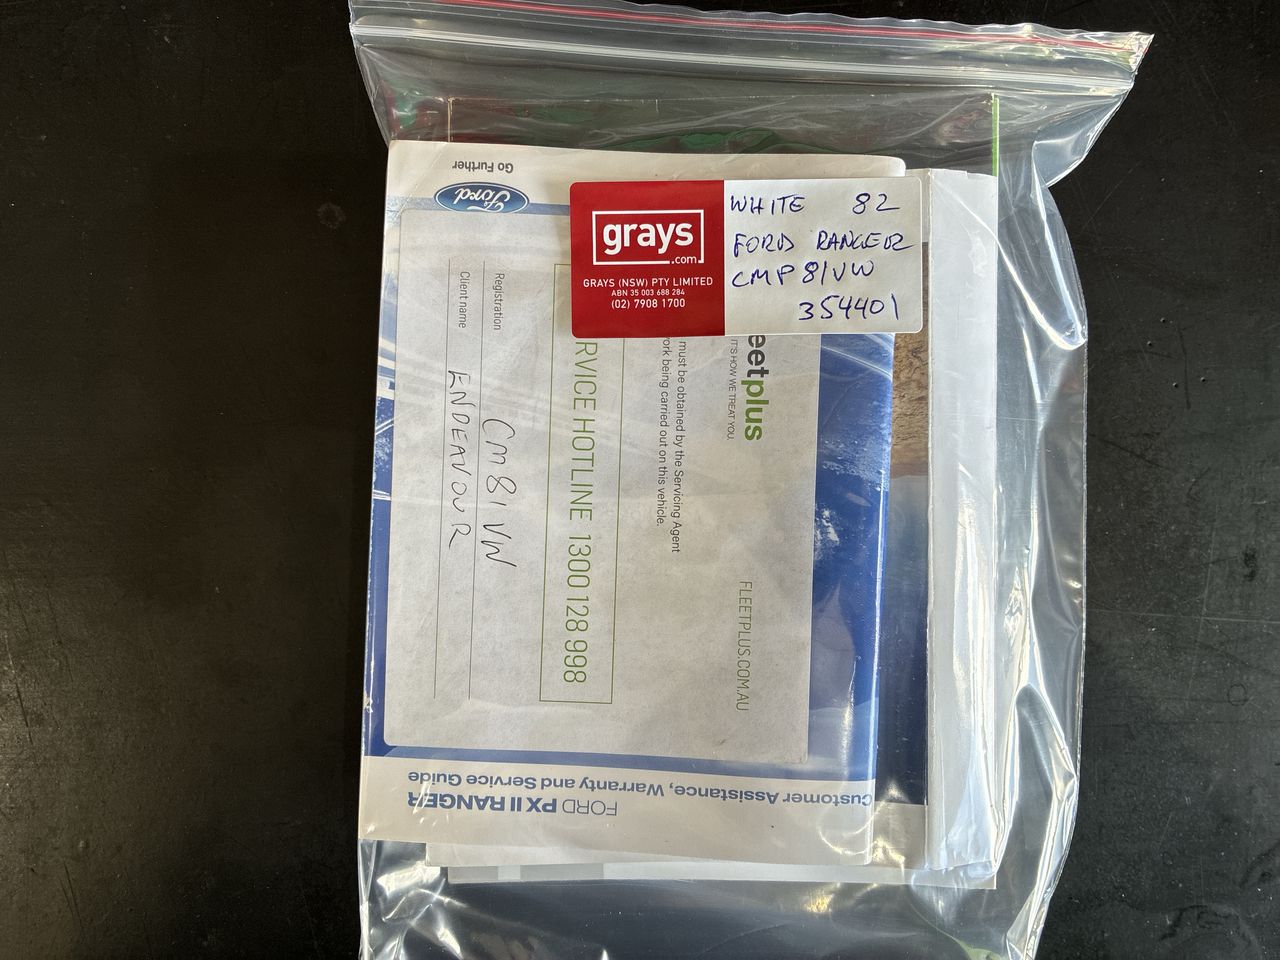 Go Further
Ford
grays
.com
GRAYS (NSW) PTY LIMITED
ABN 35 003 688 284
(02) 7908 1700
WHITE 82
FORD RANGER
CMP 81VW
354401
eetplus
IT'S HOW WE TREAT YOU.
FLEETPLUS.COM.AU
must be obtained by the Servicing Agent
ork being carried out on this vehicle.
RVICE HOTLINE 1300 128 998
Registration CM81VW
Client name ENDEAVOUR
FORD PX II RANGER
Customer Assistance, Warranty and Service Guide